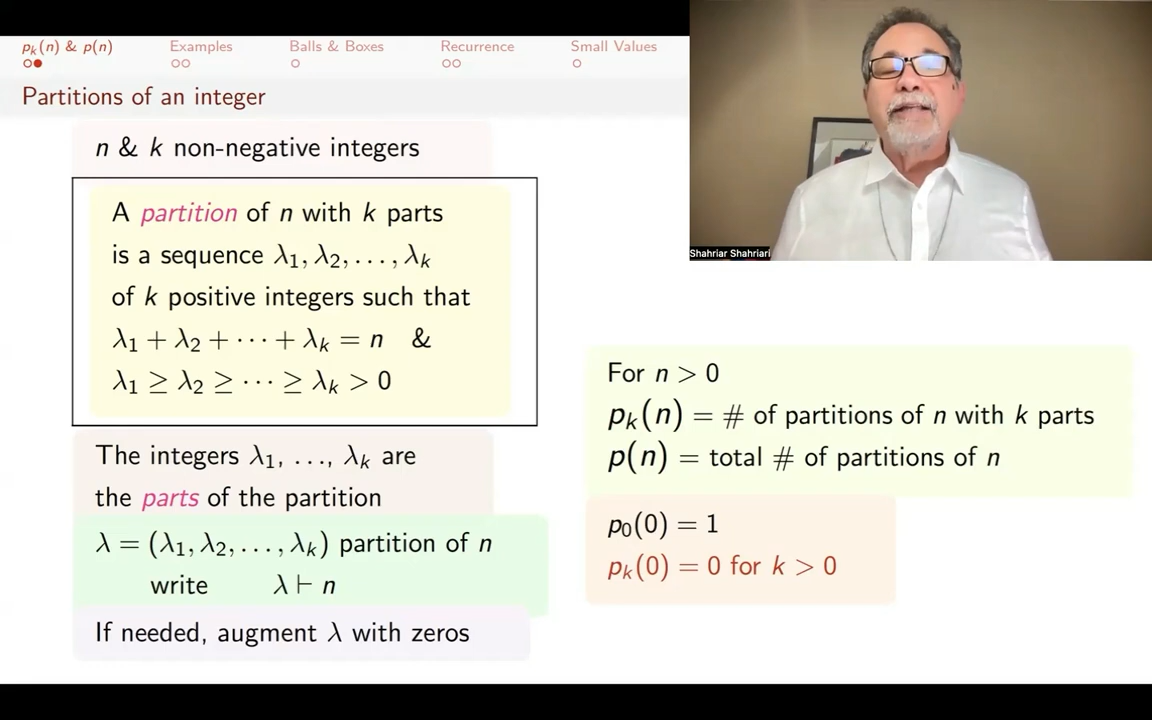 pₖ(n) & p(n) Examples Balls & Boxes Recurrence Small Values
Partitions of an integer
n & k non-negative integers
A partition of n with k parts
is a sequence λ₁, λ₂, . . . , λₖ
of k positive integers such that
λ₁ + λ₂ + · · · + λₖ = n &
λ₁ ≥ λ₂ ≥ · · · ≥ λₖ > 0
The integers λ₁, . . ., λₖ are
the parts of the partition
λ = (λ₁, λ₂, . . . , λₖ) partition of n
write λ ⊢ n
If needed, augment λ with zeros
Shahriar Shahriari
For n > 0
pₖ(n) = # of partitions of n with k parts
p(n) = total # of partitions of n
p₀(0) = 1
pₖ(0) = 0 for k > 0